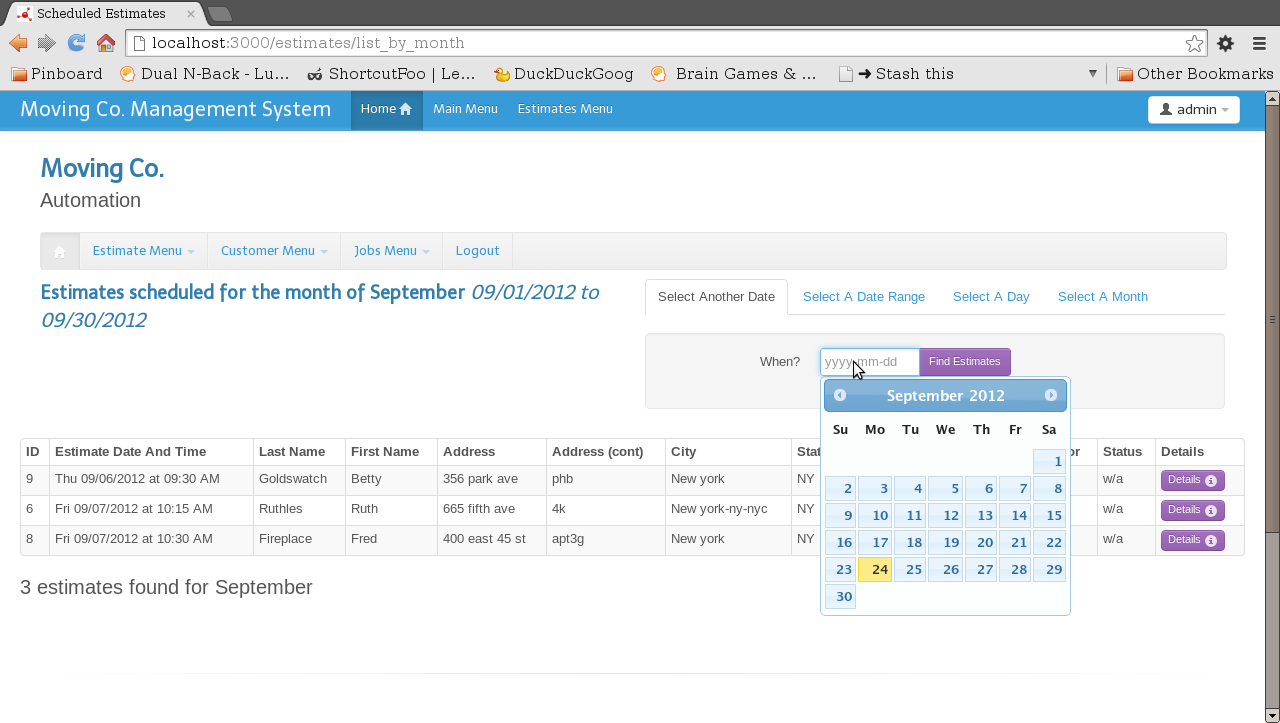 Scheduled Estimates
localhost:3000/estimates/list_by_month
Pinboard Dual N-Back - Lu... ShortcutFoo | Le... DuckDuckGoog Brain Games & ... ➜ Stash this Other Bookmarks
Moving Co. Management System Home Main Menu Estimates Menu admin
Moving Co.
Automation
Estimate Menu Customer Menu Jobs Menu Logout
Estimates scheduled for the month of September 09/01/2012 to
09/30/2012
Select Another Date Select A Date Range Select A Day Select A Month
When? yyyy-mm-dd Find Estimates
September 2012
Su Mo Tu We Th Fr Sa
1
2 3 4 5 6 7 8
9 10 11 12 13 14 15
16 17 18 19 20 21 22
23 24 25 26 27 28 29
30
ID Estimate Date And Time Last Name First Name Address Address (cont) City Status Details
9 Thu 09/06/2012 at 09:30 AM Goldswatch Betty 356 park ave phb New york NY w/a Details
6 Fri 09/07/2012 at 10:15 AM Ruthles Ruth 665 fifth ave 4k New york-ny-nyc NY w/a Details
8 Fri 09/07/2012 at 10:30 AM Fireplace Fred 400 east 45 st apt3g New york NY w/a Details
3 estimates found for September